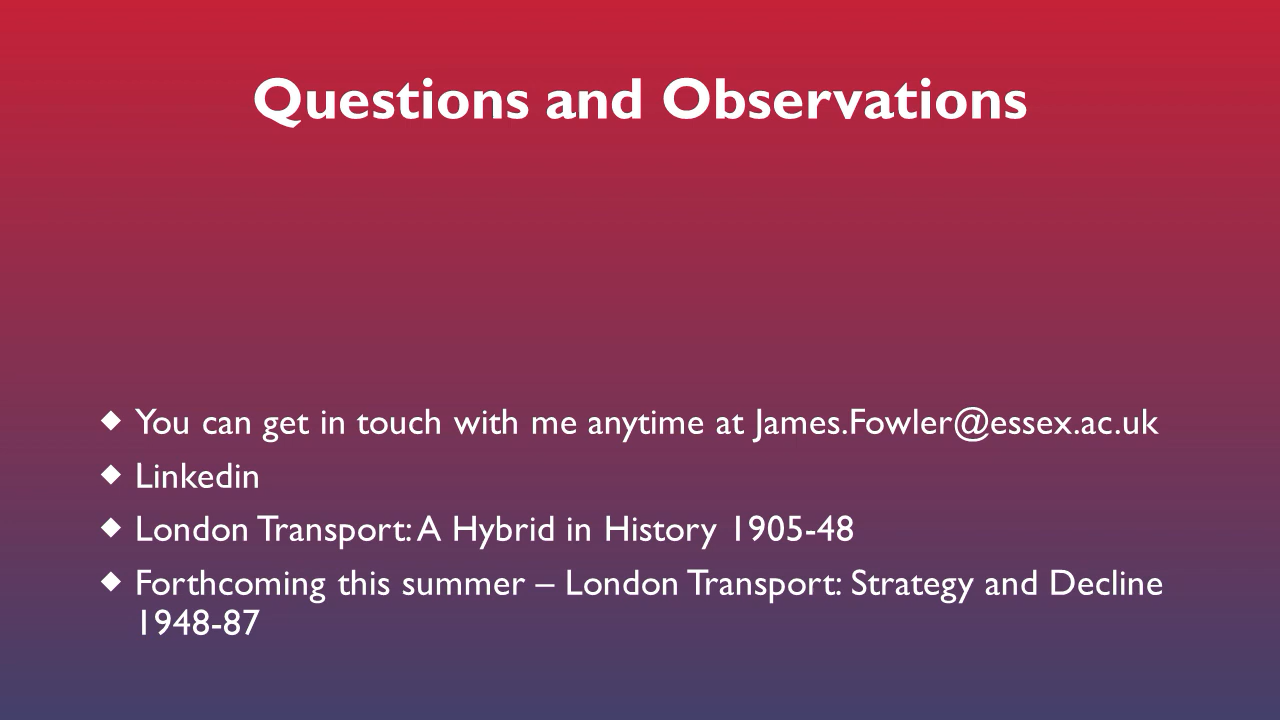 Questions and Observations
◆ You can get in touch with me anytime at James.Fowler@essex.ac.uk
◆ Linkedin
◆ London Transport: A Hybrid in History 1905-48
◆ Forthcoming this summer – London Transport: Strategy and Decline
1948-87